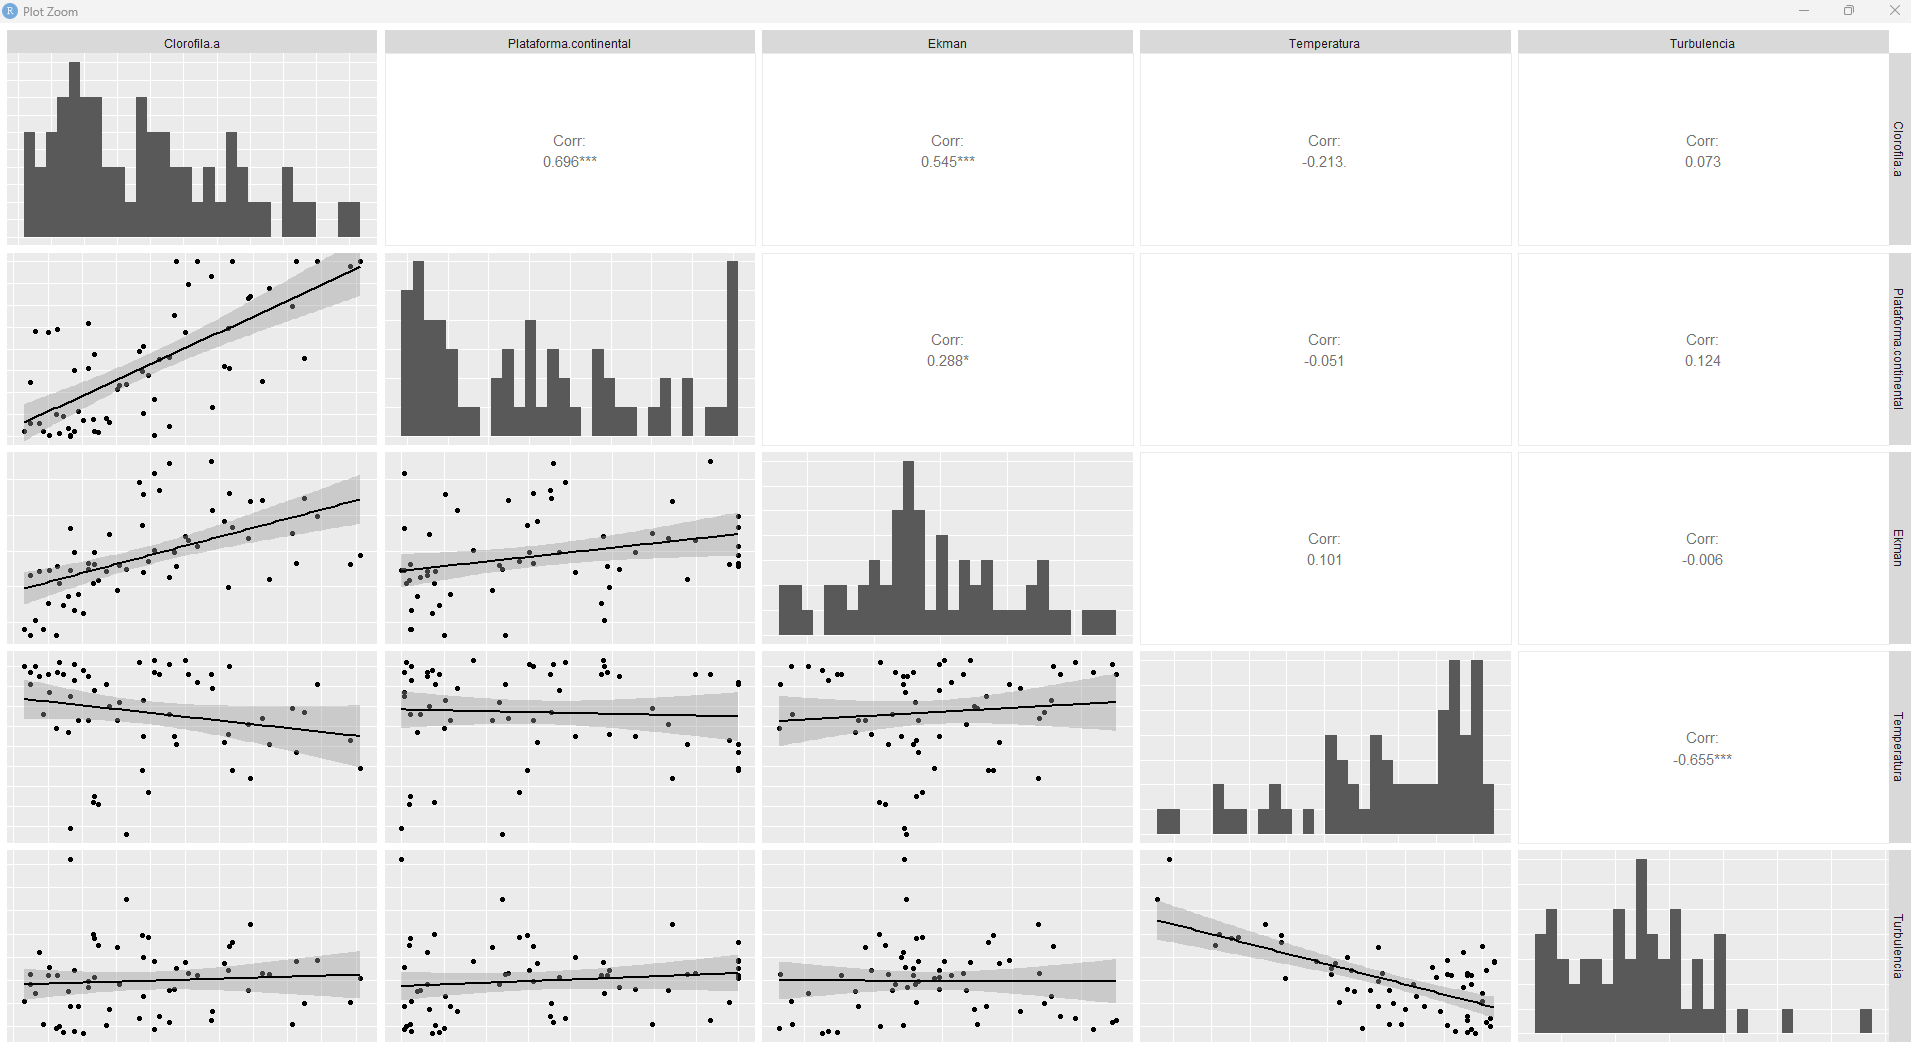 R Plot Zoom
Clorofila.a
Plataforma.continental
Ekman
Temperatura
Turbulencia
Corr:
0.696***
Corr:
0.545***
Corr:
-0.213.
Corr:
0.073
Clorofila.a
Corr:
0.288*
Corr:
-0.051
Corr:
0.124
Plataforma.continental
Corr:
0.101
Corr:
-0.006
Ekman
Corr:
-0.655***
Temperatura
Turbulencia